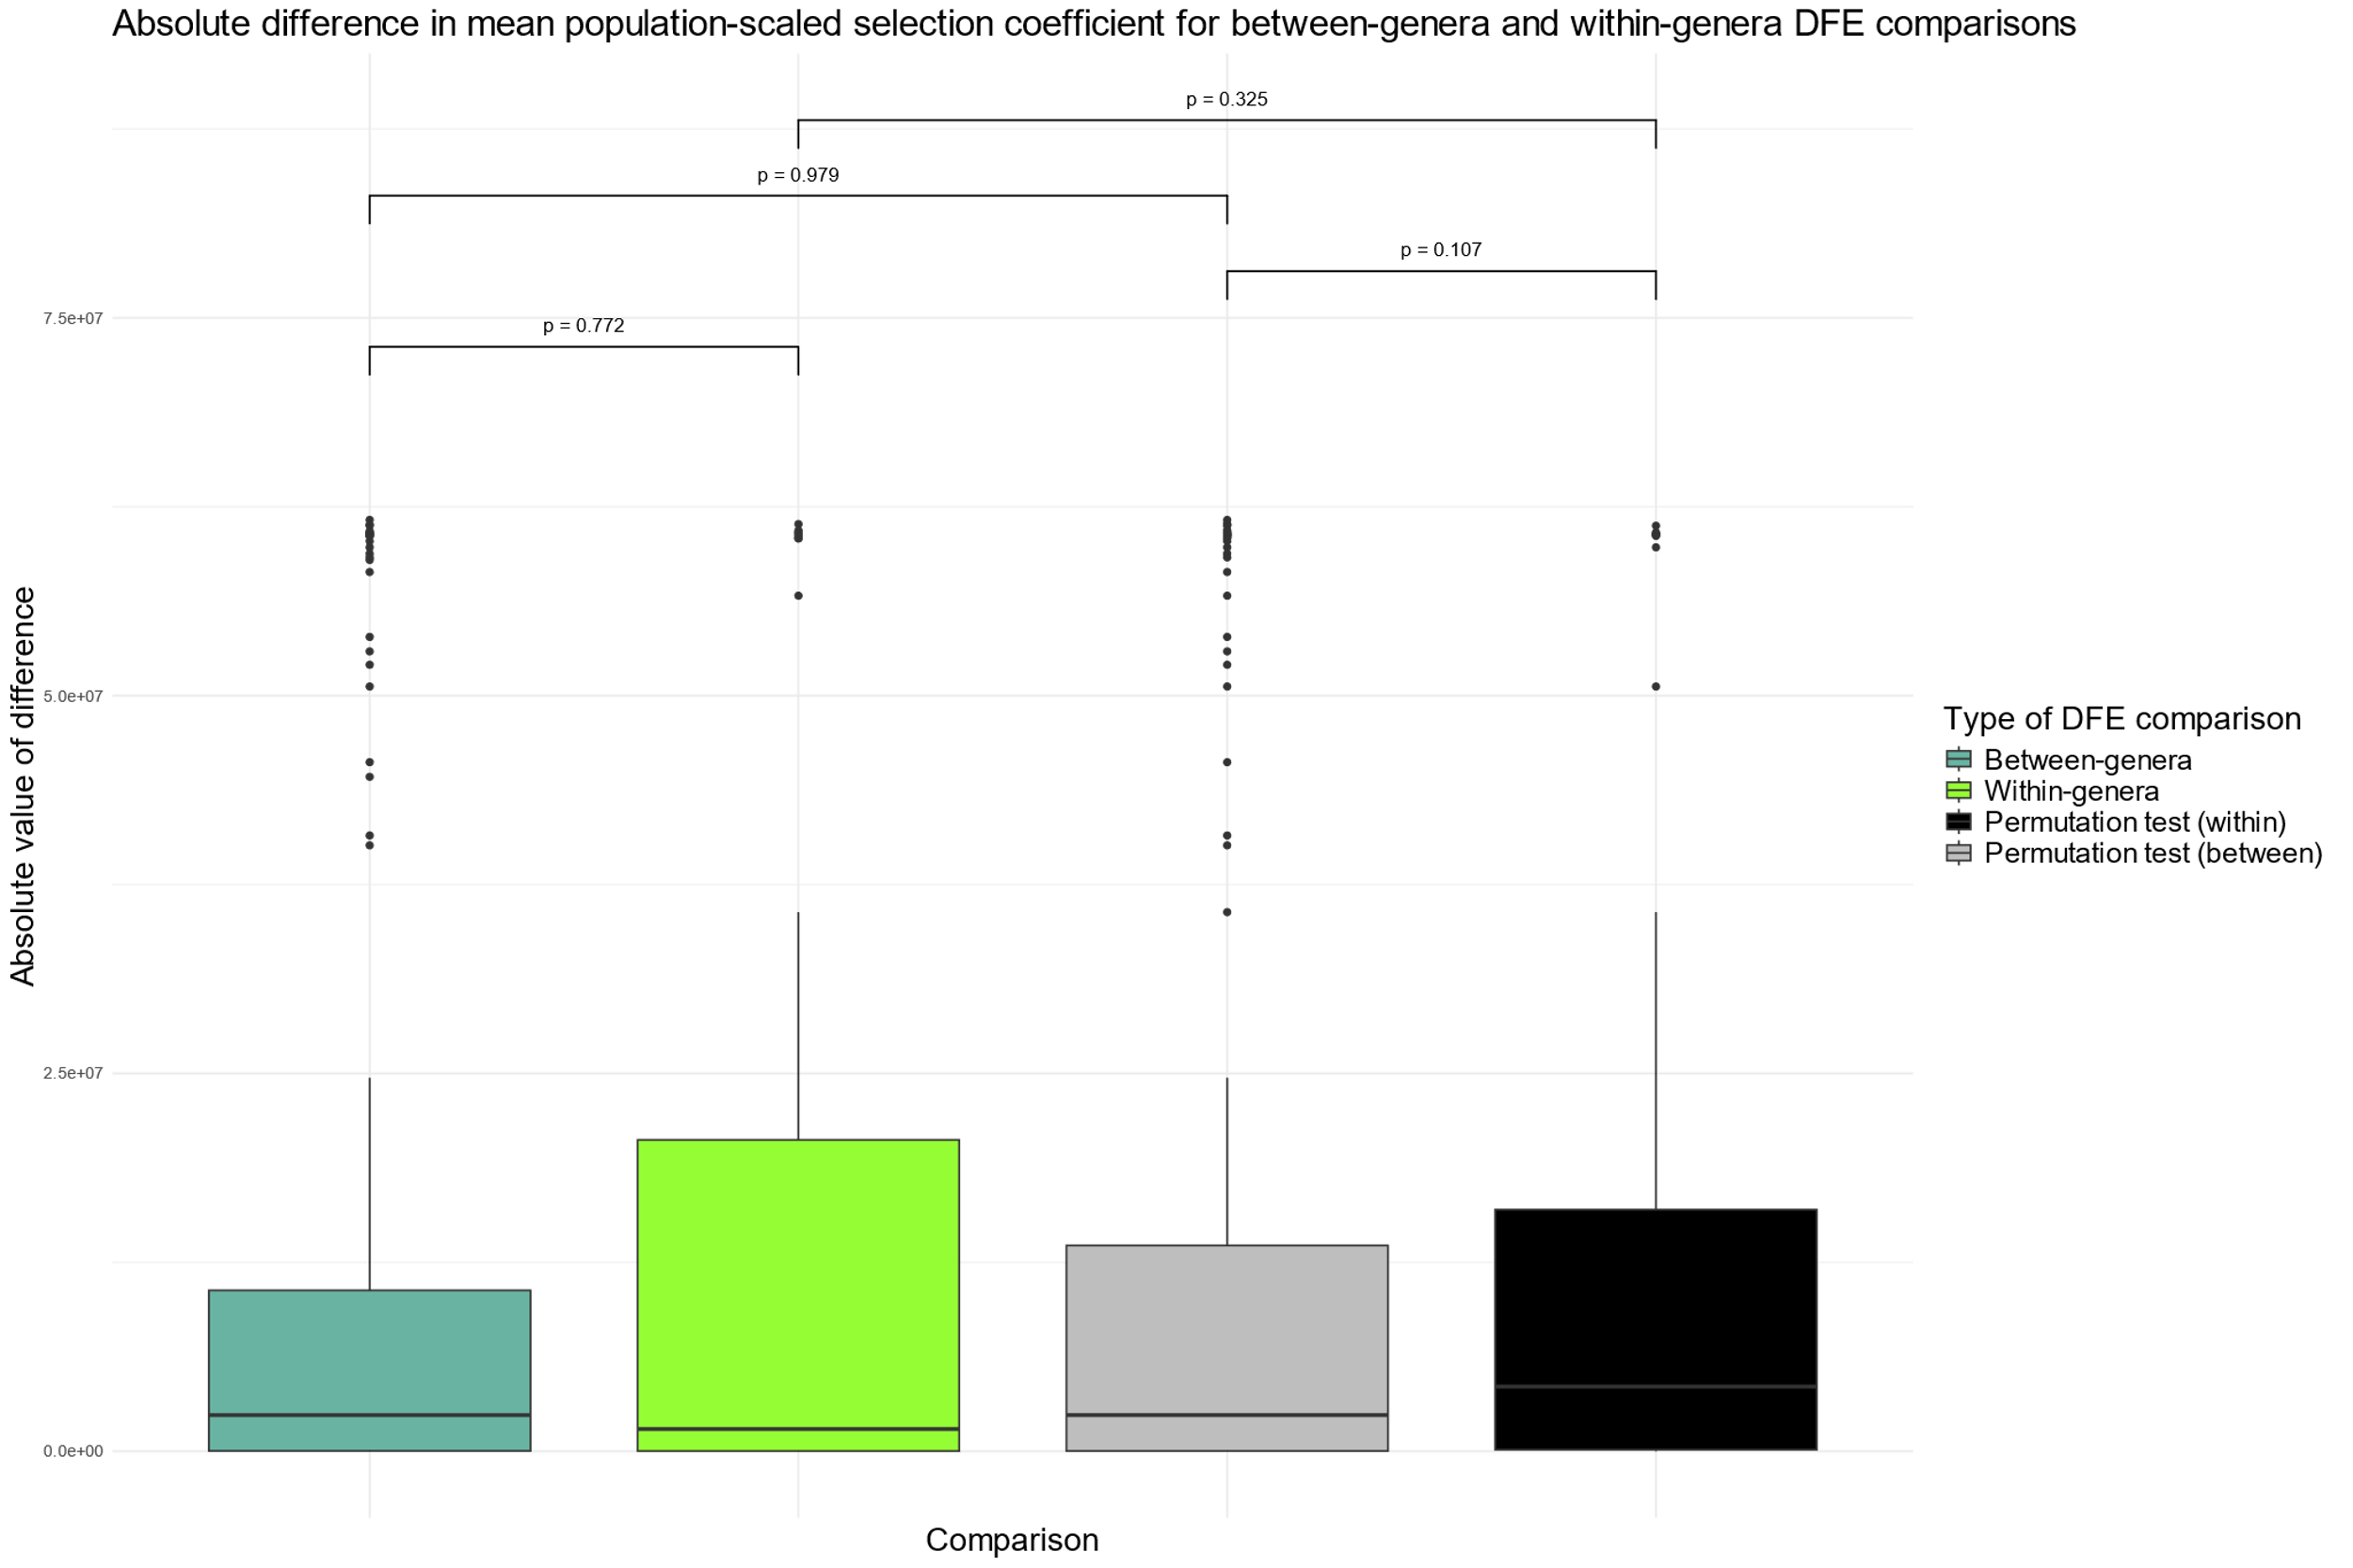 Absolute difference in mean population-scaled selection coefficient for between-genera and within-genera DFE comparisons
p = 0.325
p = 0.979
p = 0.107
p = 0.772
7.5e+07
5.0e+07
2.5e+07
0.0e+00
Absolute value of difference
Comparison
Type of DFE comparison
Between-genera
Within-genera
Permutation test (within)
Permutation test (between)